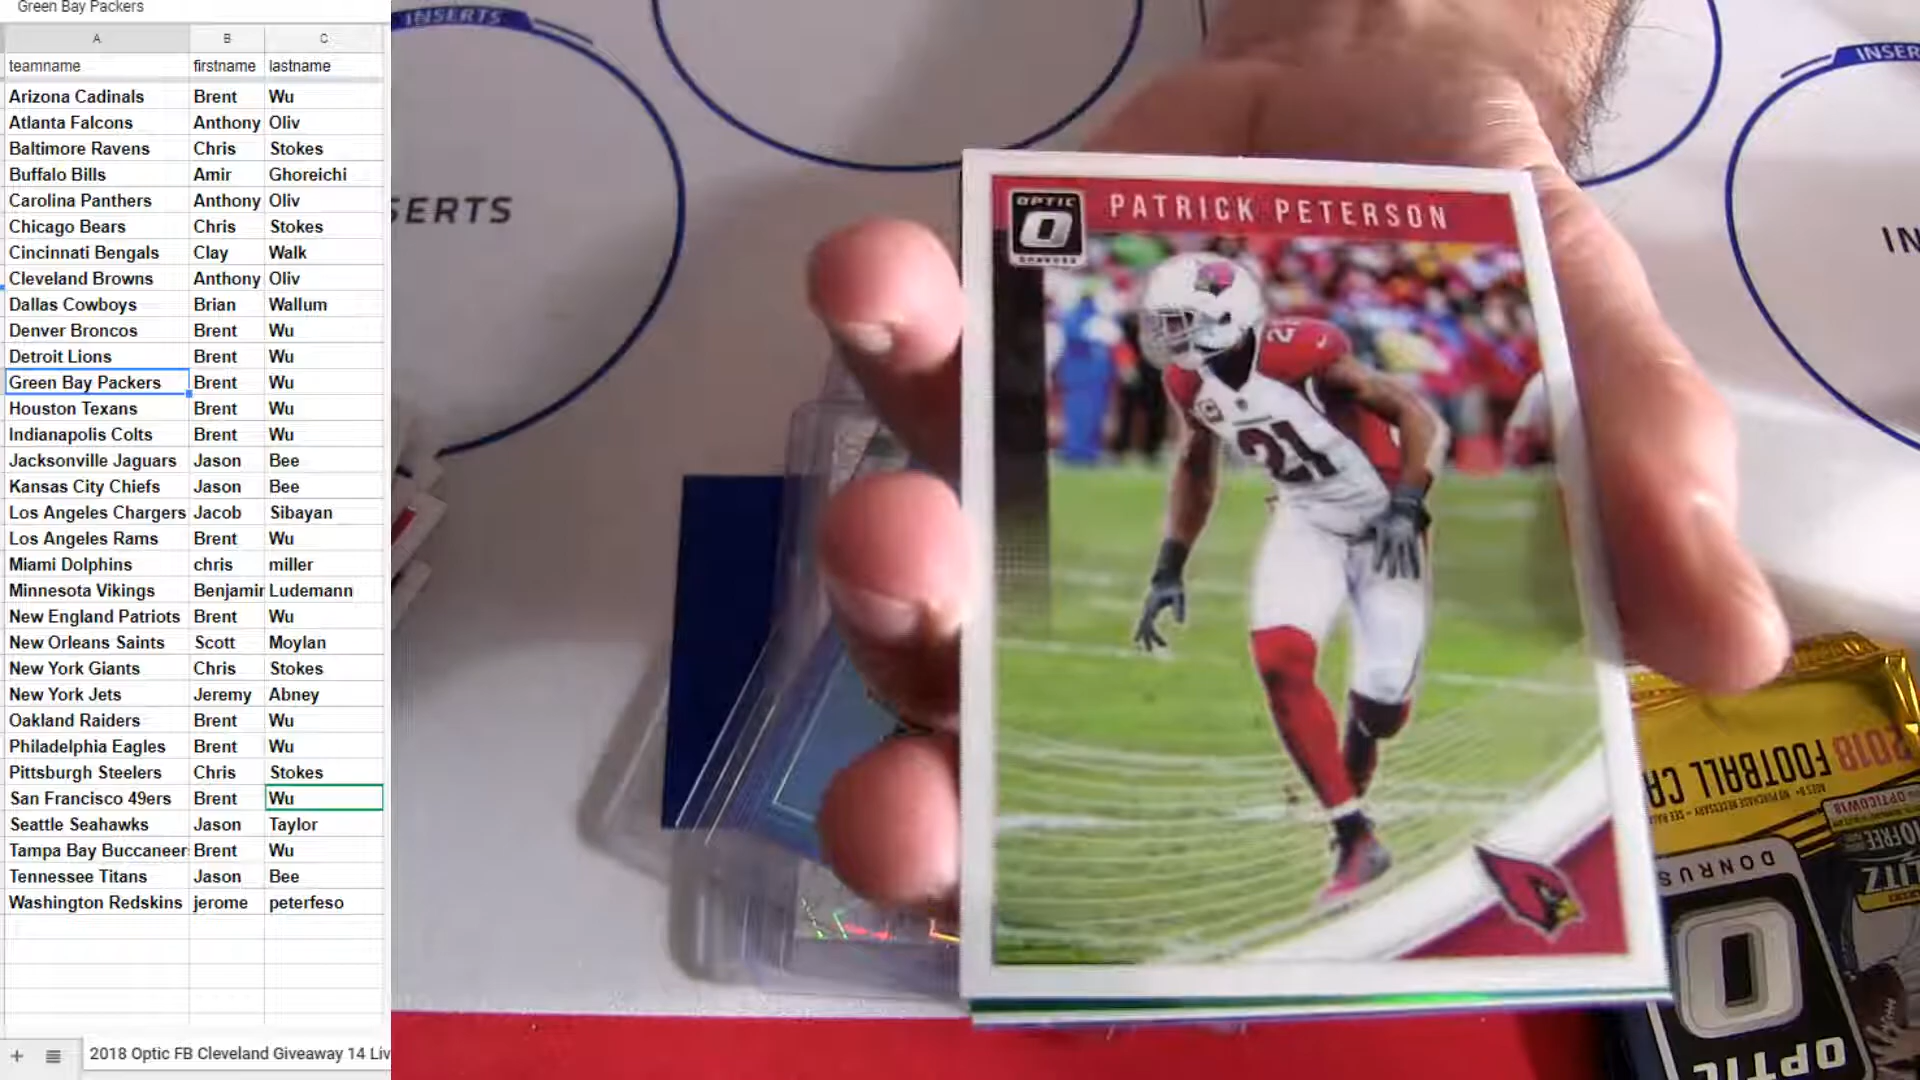 Green Bay Packers
A B C
teamname firstname lastname
Arizona Cadinals Brent Wu
Atlanta Falcons Anthony Oliv
Baltimore Ravens Chris Stokes
Buffalo Bills Amir Ghoreichi
Carolina Panthers Anthony Oliv
Chicago Bears Chris Stokes
Cincinnati Bengals Clay Walk
Cleveland Browns Anthony Oliv
Dallas Cowboys Brian Wallum
Denver Broncos Brent Wu
Detroit Lions Brent Wu
Green Bay Packers Brent Wu
Houston Texans Brent Wu
Indianapolis Colts Brent Wu
Jacksonville Jaguars Jason Bee
Kansas City Chiefs Jason Bee
Los Angeles Chargers Jacob Sibayan
Los Angeles Rams Brent Wu
Miami Dolphins chris miller
Minnesota Vikings Benjamin Ludemann
New England Patriots Brent Wu
New Orleans Saints Scott Moylan
New York Giants Chris Stokes
New York Jets Jeremy Abney
Oakland Raiders Brent Wu
Philadelphia Eagles Brent Wu
Pittsburgh Steelers Chris Stokes
San Francisco 49ers Brent Wu
Seattle Seahawks Jason Taylor
Tampa Bay Buccaneer Brent Wu
Tennessee Titans Jason Bee
Washington Redskins jerome peterfeso
2018 Optic FB Cleveland Giveaway 14 Liv
INSERTS
SERTS
INSER
IN
OPTIC
O
DONRUSS
PATRICK PETERSON
21
2018 FOOTBALL CA
NO PURCHASE NECESSARY
DONRUS
O
OPTIC